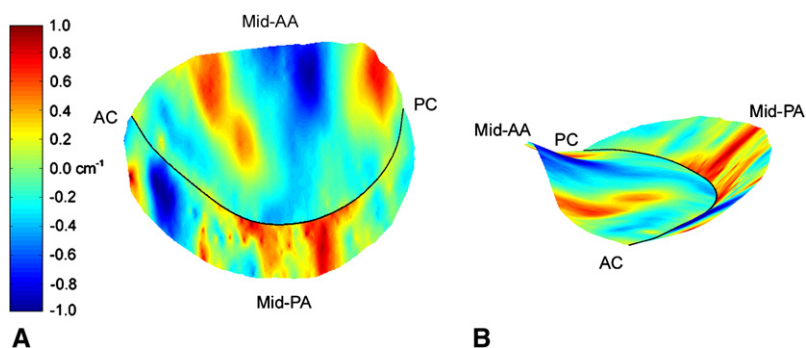 1.0
0.8
0.6
0.4
0.2
0.0 cm⁻¹
-0.2
-0.4
-0.6
-0.8
-1.0
Mid-AA
AC
PC
Mid-PA
A
Mid-AA
PC
Mid-PA
AC
B